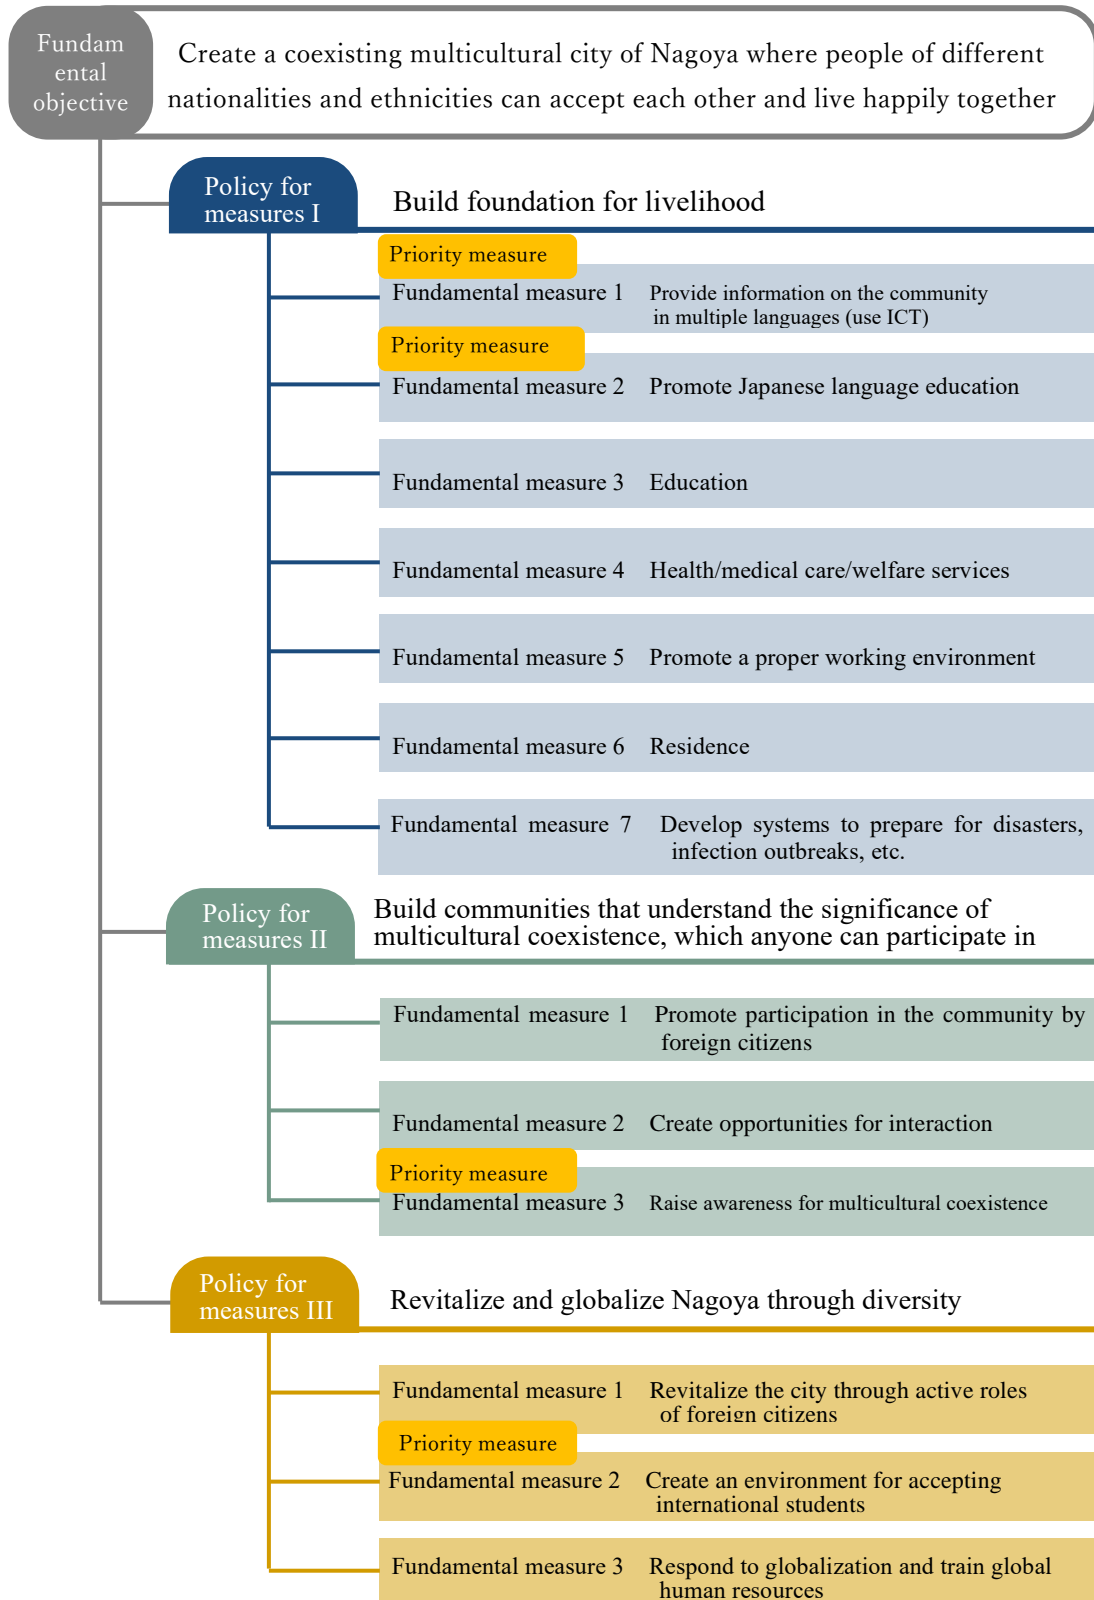 Fundam
ental
objective
Create a coexisting multicultural city of Nagoya where people of different
nationalities and ethnicities can accept each other and live happily together
Policy for
measures I
Build foundation for livelihood
Priority measure
Fundamental measure 1 Provide information on the community
in multiple languages (use ICT)
Priority measure
Fundamental measure 2 Promote Japanese language education
Fundamental measure 3 Education
Fundamental measure 4 Health/medical care/welfare services
Fundamental measure 5 Promote a proper working environment
Fundamental measure 6 Residence
Fundamental measure 7 Develop systems to prepare for disasters,
infection outbreaks, etc.
Policy for
measures II
Build communities that understand the significance of
multicultural coexistence, which anyone can participate in
Fundamental measure 1 Promote participation in the community by
foreign citizens
Fundamental measure 2 Create opportunities for interaction
Priority measure
Fundamental measure 3 Raise awareness for multicultural coexistence
Policy for
measures III
Revitalize and globalize Nagoya through diversity
Fundamental measure 1 Revitalize the city through active roles
of foreign citizens
Priority measure
Fundamental measure 2 Create an environment for accepting
international students
Fundamental measure 3 Respond to globalization and train global
human resources